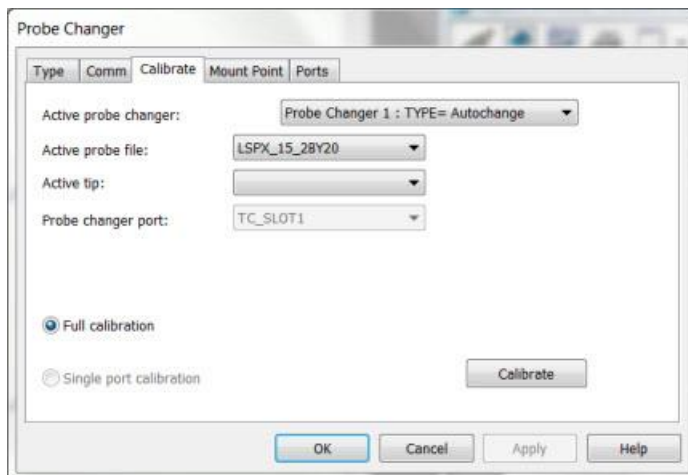 Probe Changer
Type Comm Calibrate Mount Point Ports
Active probe changer: Probe Changer 1 : TYPE= Autochange
Active probe file: LSPX_15_28Y20
Active tip:
Probe changer port: TC_SLOT1
Full calibration
Single port calibration
Calibrate
OK Cancel Apply Help